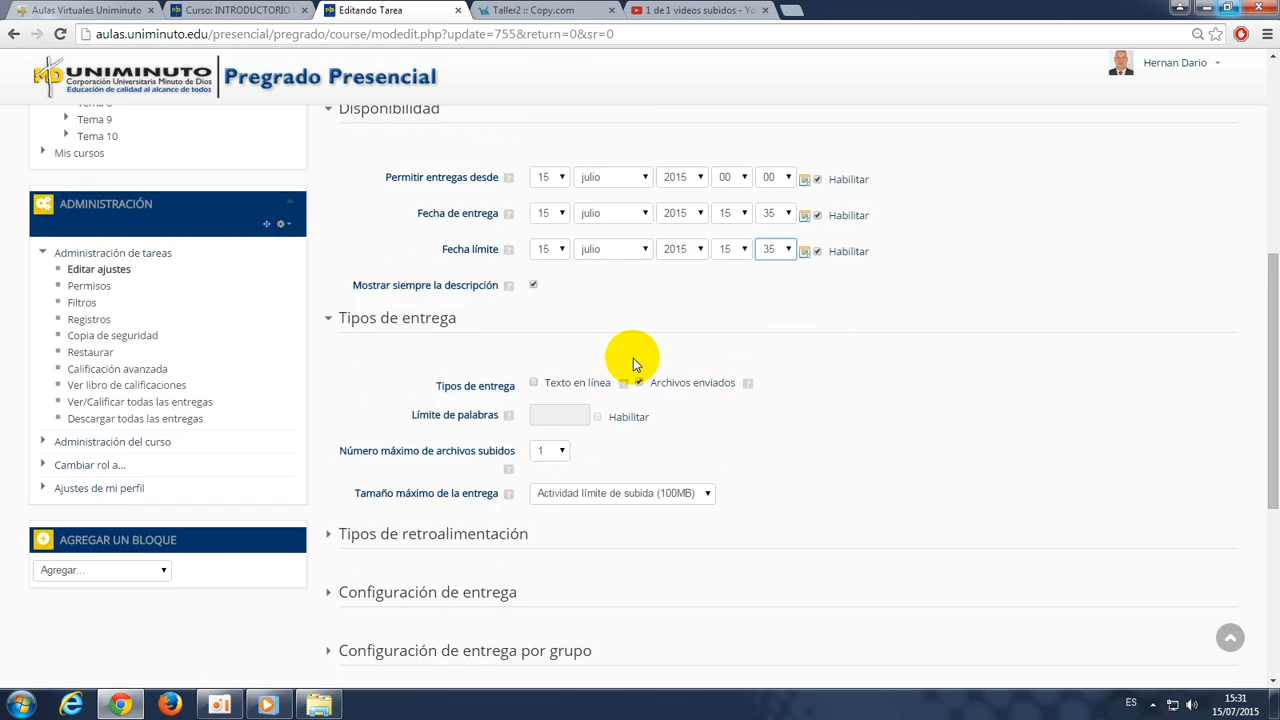 Aulas Virtuales Uniminuto
Curso: INTRODUCTORIO
Editando Tarea
Taller2 :: Copy.com
1 de 1 videos subidos - Yo
aulas.uniminuto.edu/presencial/pregrado/course/modedit.php?update=755&return=0&sr=0
UNIMINUTO
Corporación Universitaria Minuto de Dios
Educación de calidad al alcance de todos
Pregrado Presencial
Hernan Dario
Tema 9
Tema 10
Mis cursos
ADMINISTRACIÓN
Administración de tareas
Editar ajustes
Permisos
Filtros
Registros
Copia de seguridad
Restaurar
Calificación avanzada
Ver libro de calificaciones
Ver/Calificar todas las entregas
Descargar todas las entregas
Administración del curso
Cambiar rol a...
Ajustes de mi perfil
AGREGAR UN BLOQUE
Agregar...
Disponibilidad
Permitir entregas desde ? 15 julio 2015 00 00 Habilitar
Fecha de entrega ? 15 julio 2015 15 35 Habilitar
Fecha límite ? 15 julio 2015 15 35 Habilitar
Mostrar siempre la descripción ?
Tipos de entrega
Tipos de entrega Texto en línea ? Archivos enviados ?
Límite de palabras ? Habilitar
Número máximo de archivos subidos 1
?
Tamaño máximo de la entrega ? Actividad límite de subida (100MB)
Tipos de retroalimentación
Configuración de entrega
Configuración de entrega por grupo
ES
15:31
15/07/2015